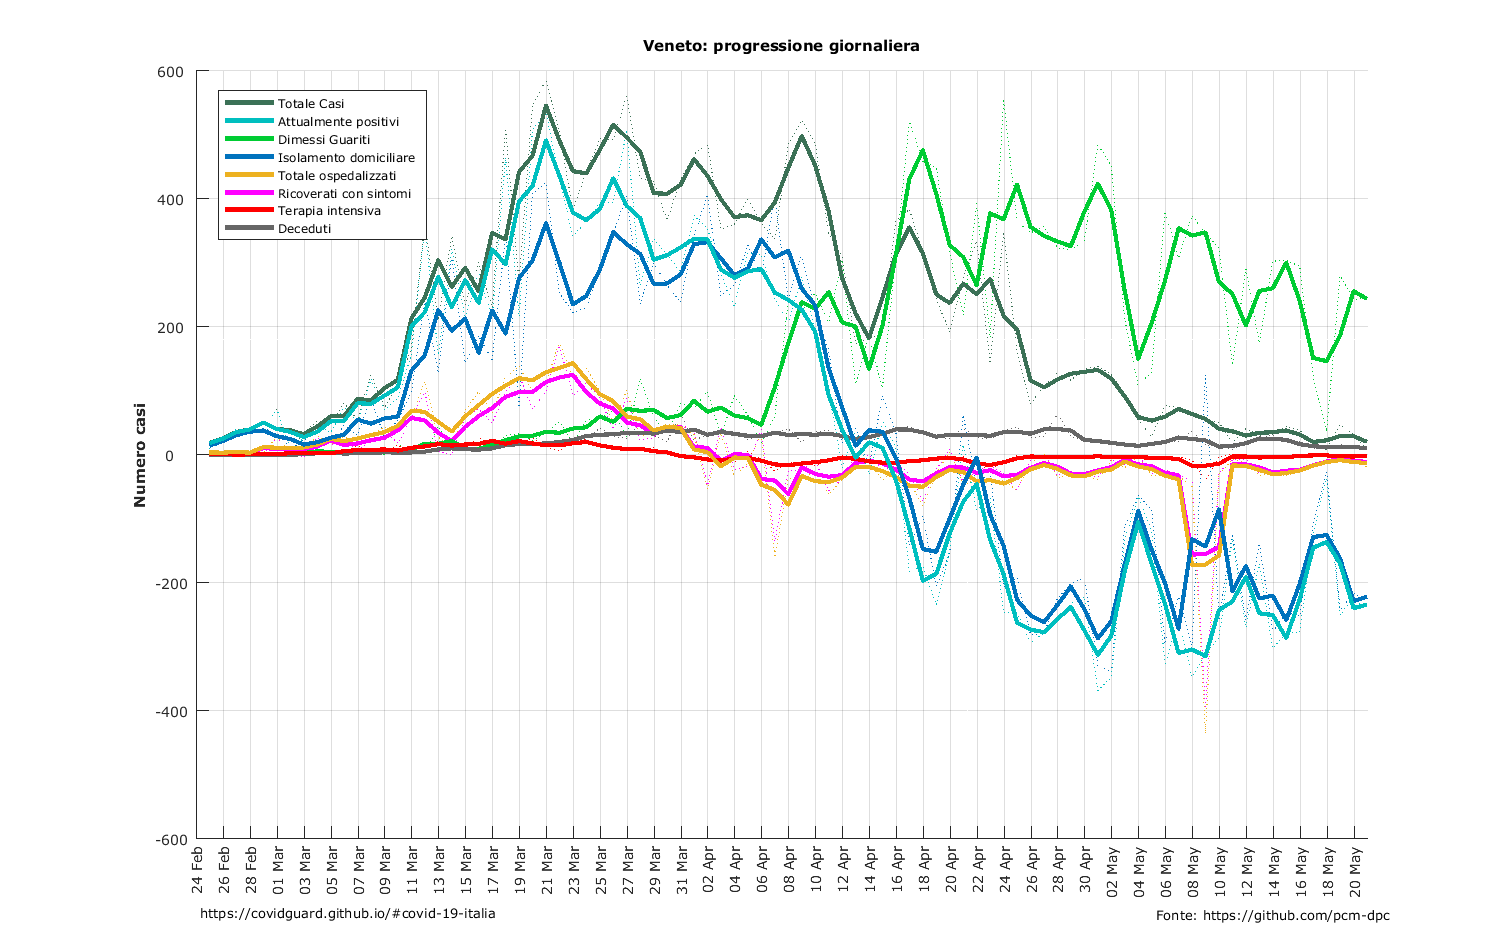 Veneto: progressione giornaliera
600
400
200
0
-200
-400
-600
Numero casi
Totale Casi
Attualmente positivi
Dimessi Guariti
Isolamento domiciliare
Totale ospedalizzati
Ricoverati con sintomi
Terapia intensiva
Deceduti
24 Feb
26 Feb
28 Feb
01 Mar
03 Mar
05 Mar
07 Mar
09 Mar
11 Mar
13 Mar
15 Mar
17 Mar
19 Mar
21 Mar
23 Mar
25 Mar
27 Mar
29 Mar
31 Mar
02 Apr
04 Apr
06 Apr
08 Apr
10 Apr
12 Apr
14 Apr
16 Apr
18 Apr
20 Apr
22 Apr
24 Apr
26 Apr
28 Apr
30 Apr
02 May
04 May
06 May
08 May
10 May
12 May
14 May
16 May
18 May
20 May
https://covidguard.github.io/#covid-19-italia
Fonte: https://github.com/pcm-dpc